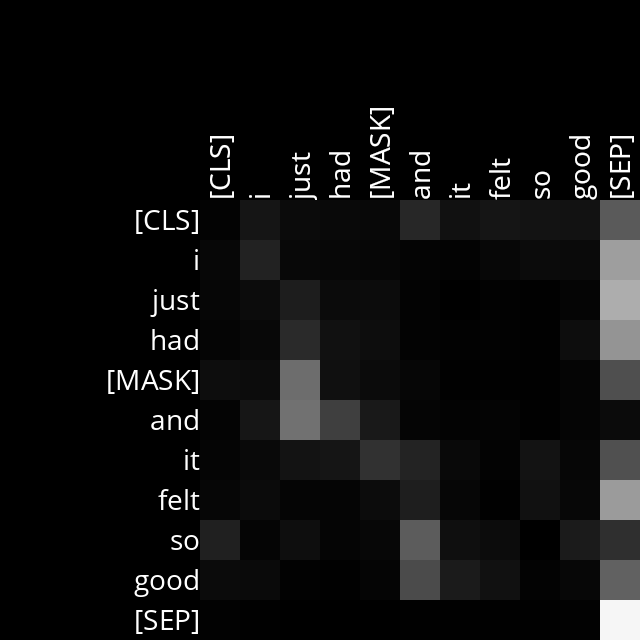 [CLS] i just had [MASK] and it felt so good [SEP]
[CLS]
i
just
had
[MASK]
and
it
felt
so
good
[SEP]